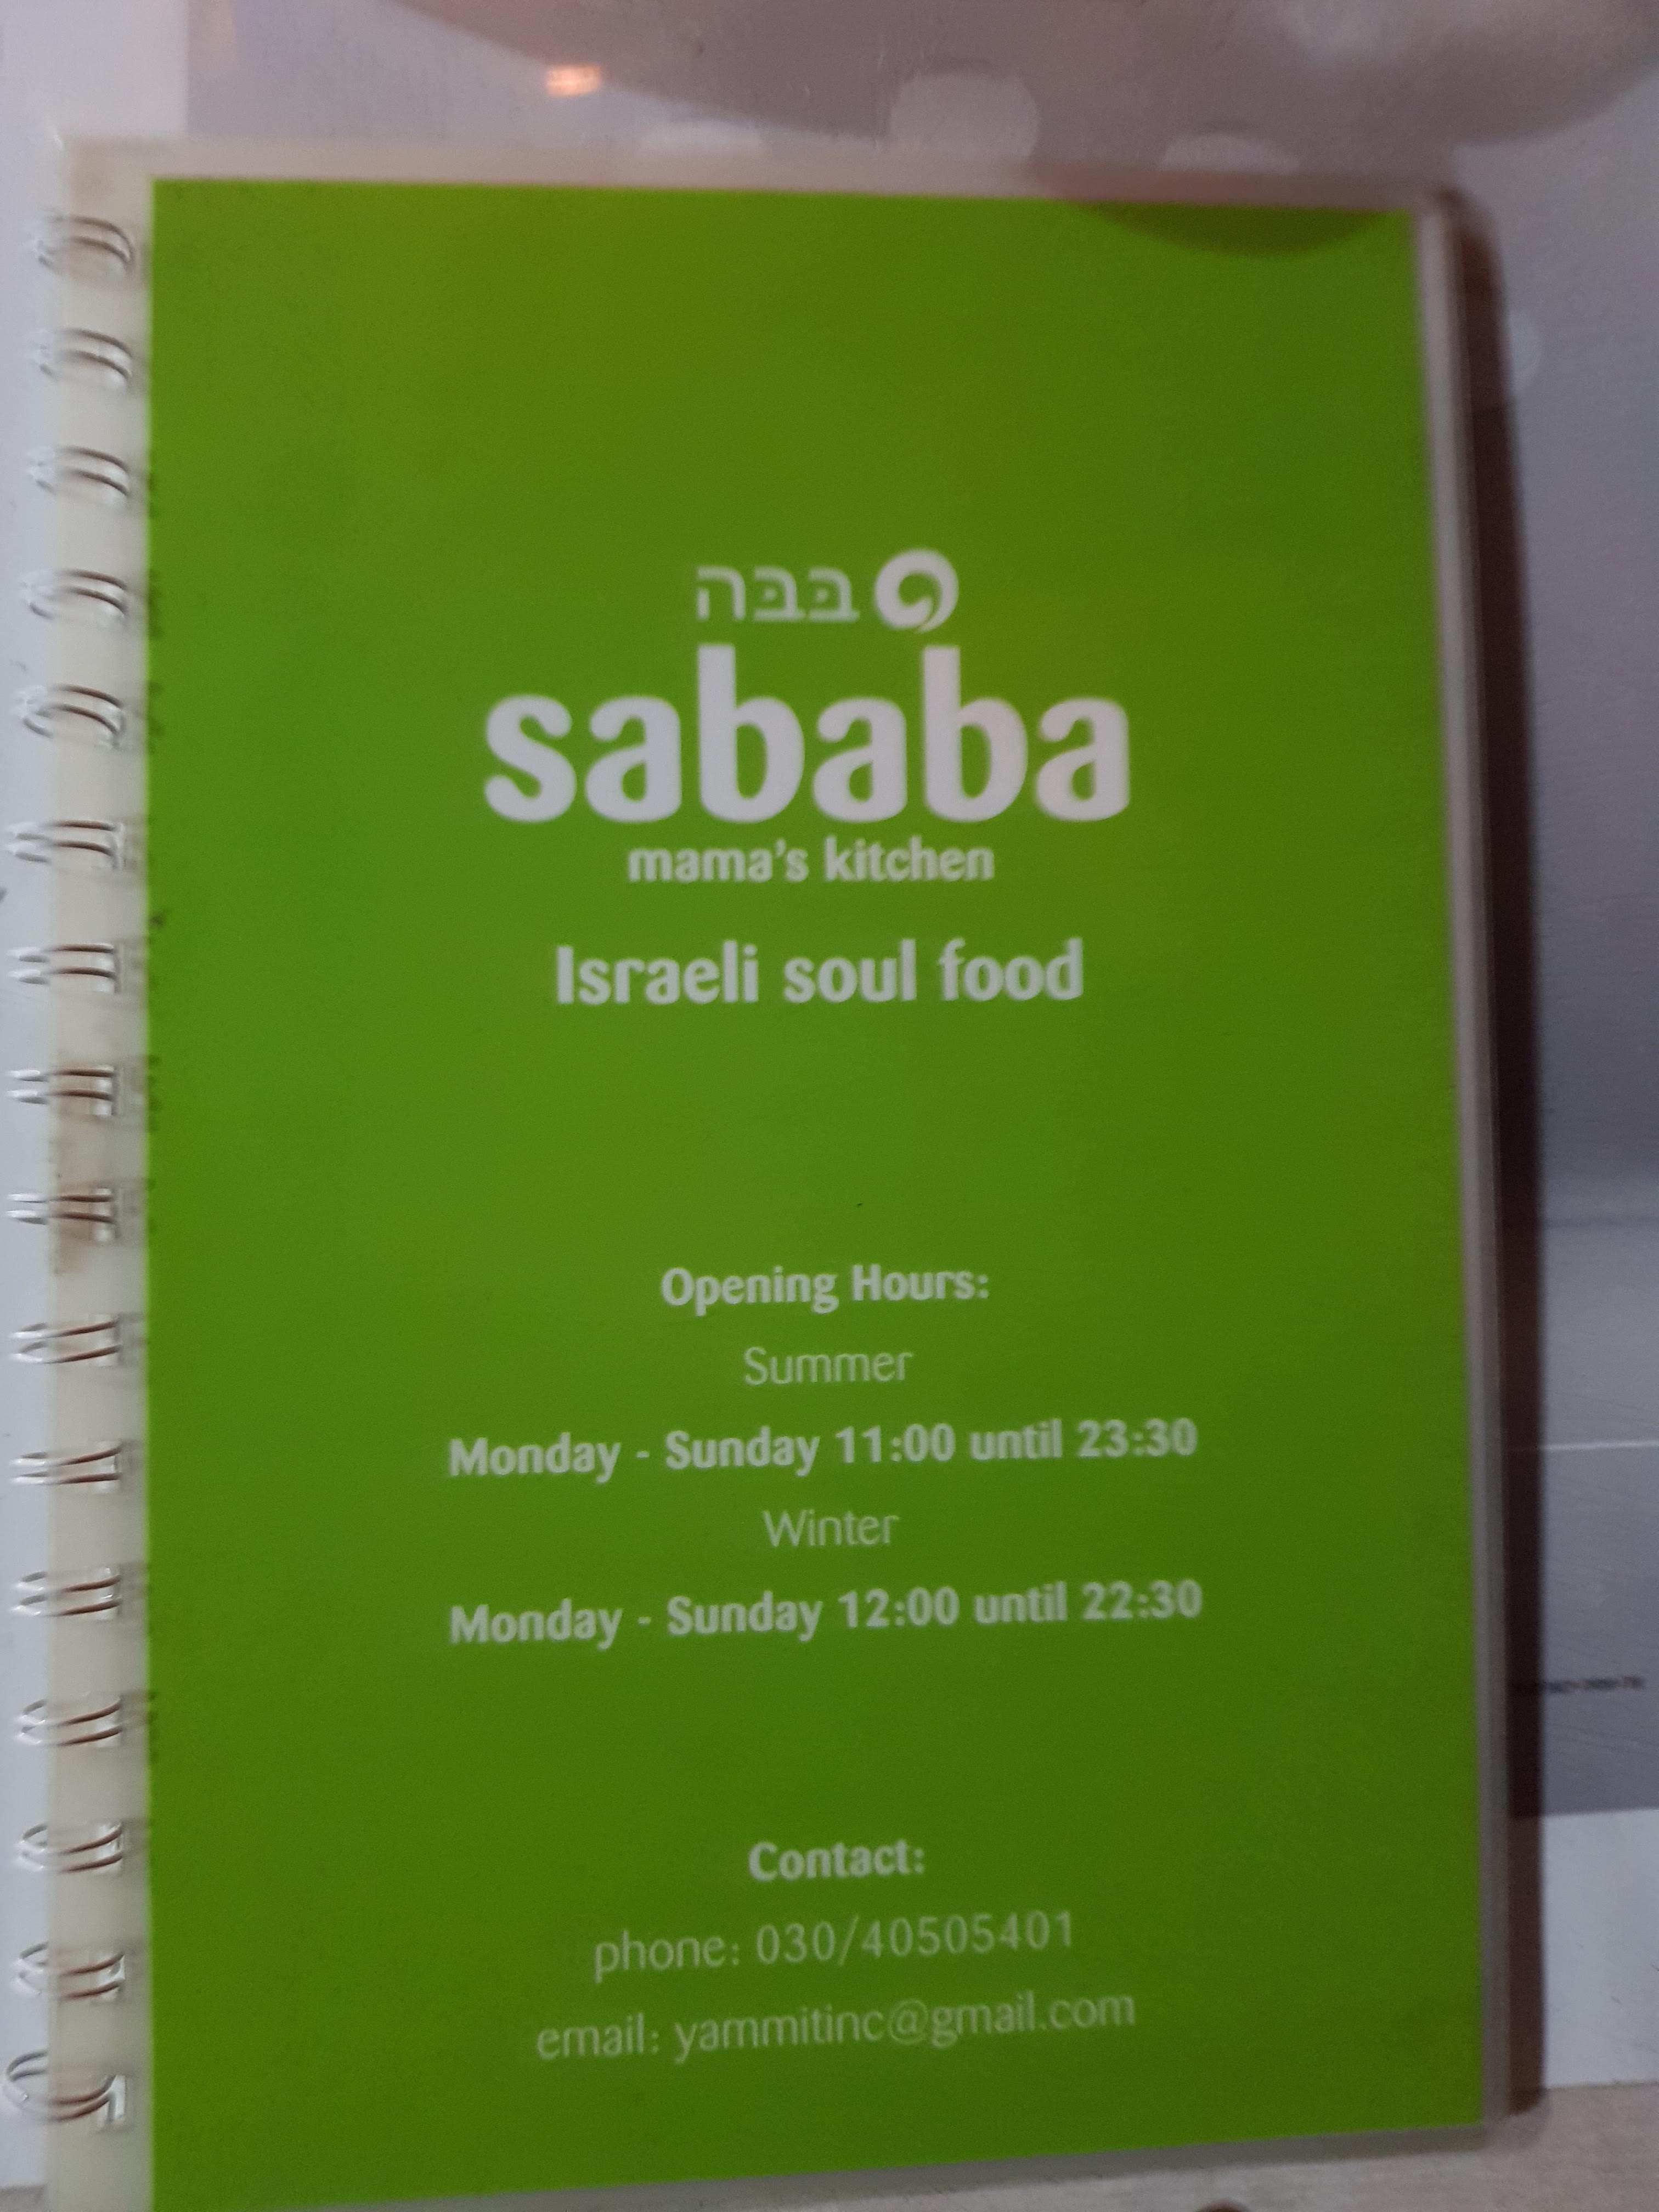 סבבה
sababa
mama's kitchen
Israeli soul food
Opening Hours:
Summer
Monday - Sunday 11:00 until 23:30
Winter
Monday - Sunday 12:00 until 22:30
Contact:
phone: 030/40505401
email: yammitinc@gmail.com